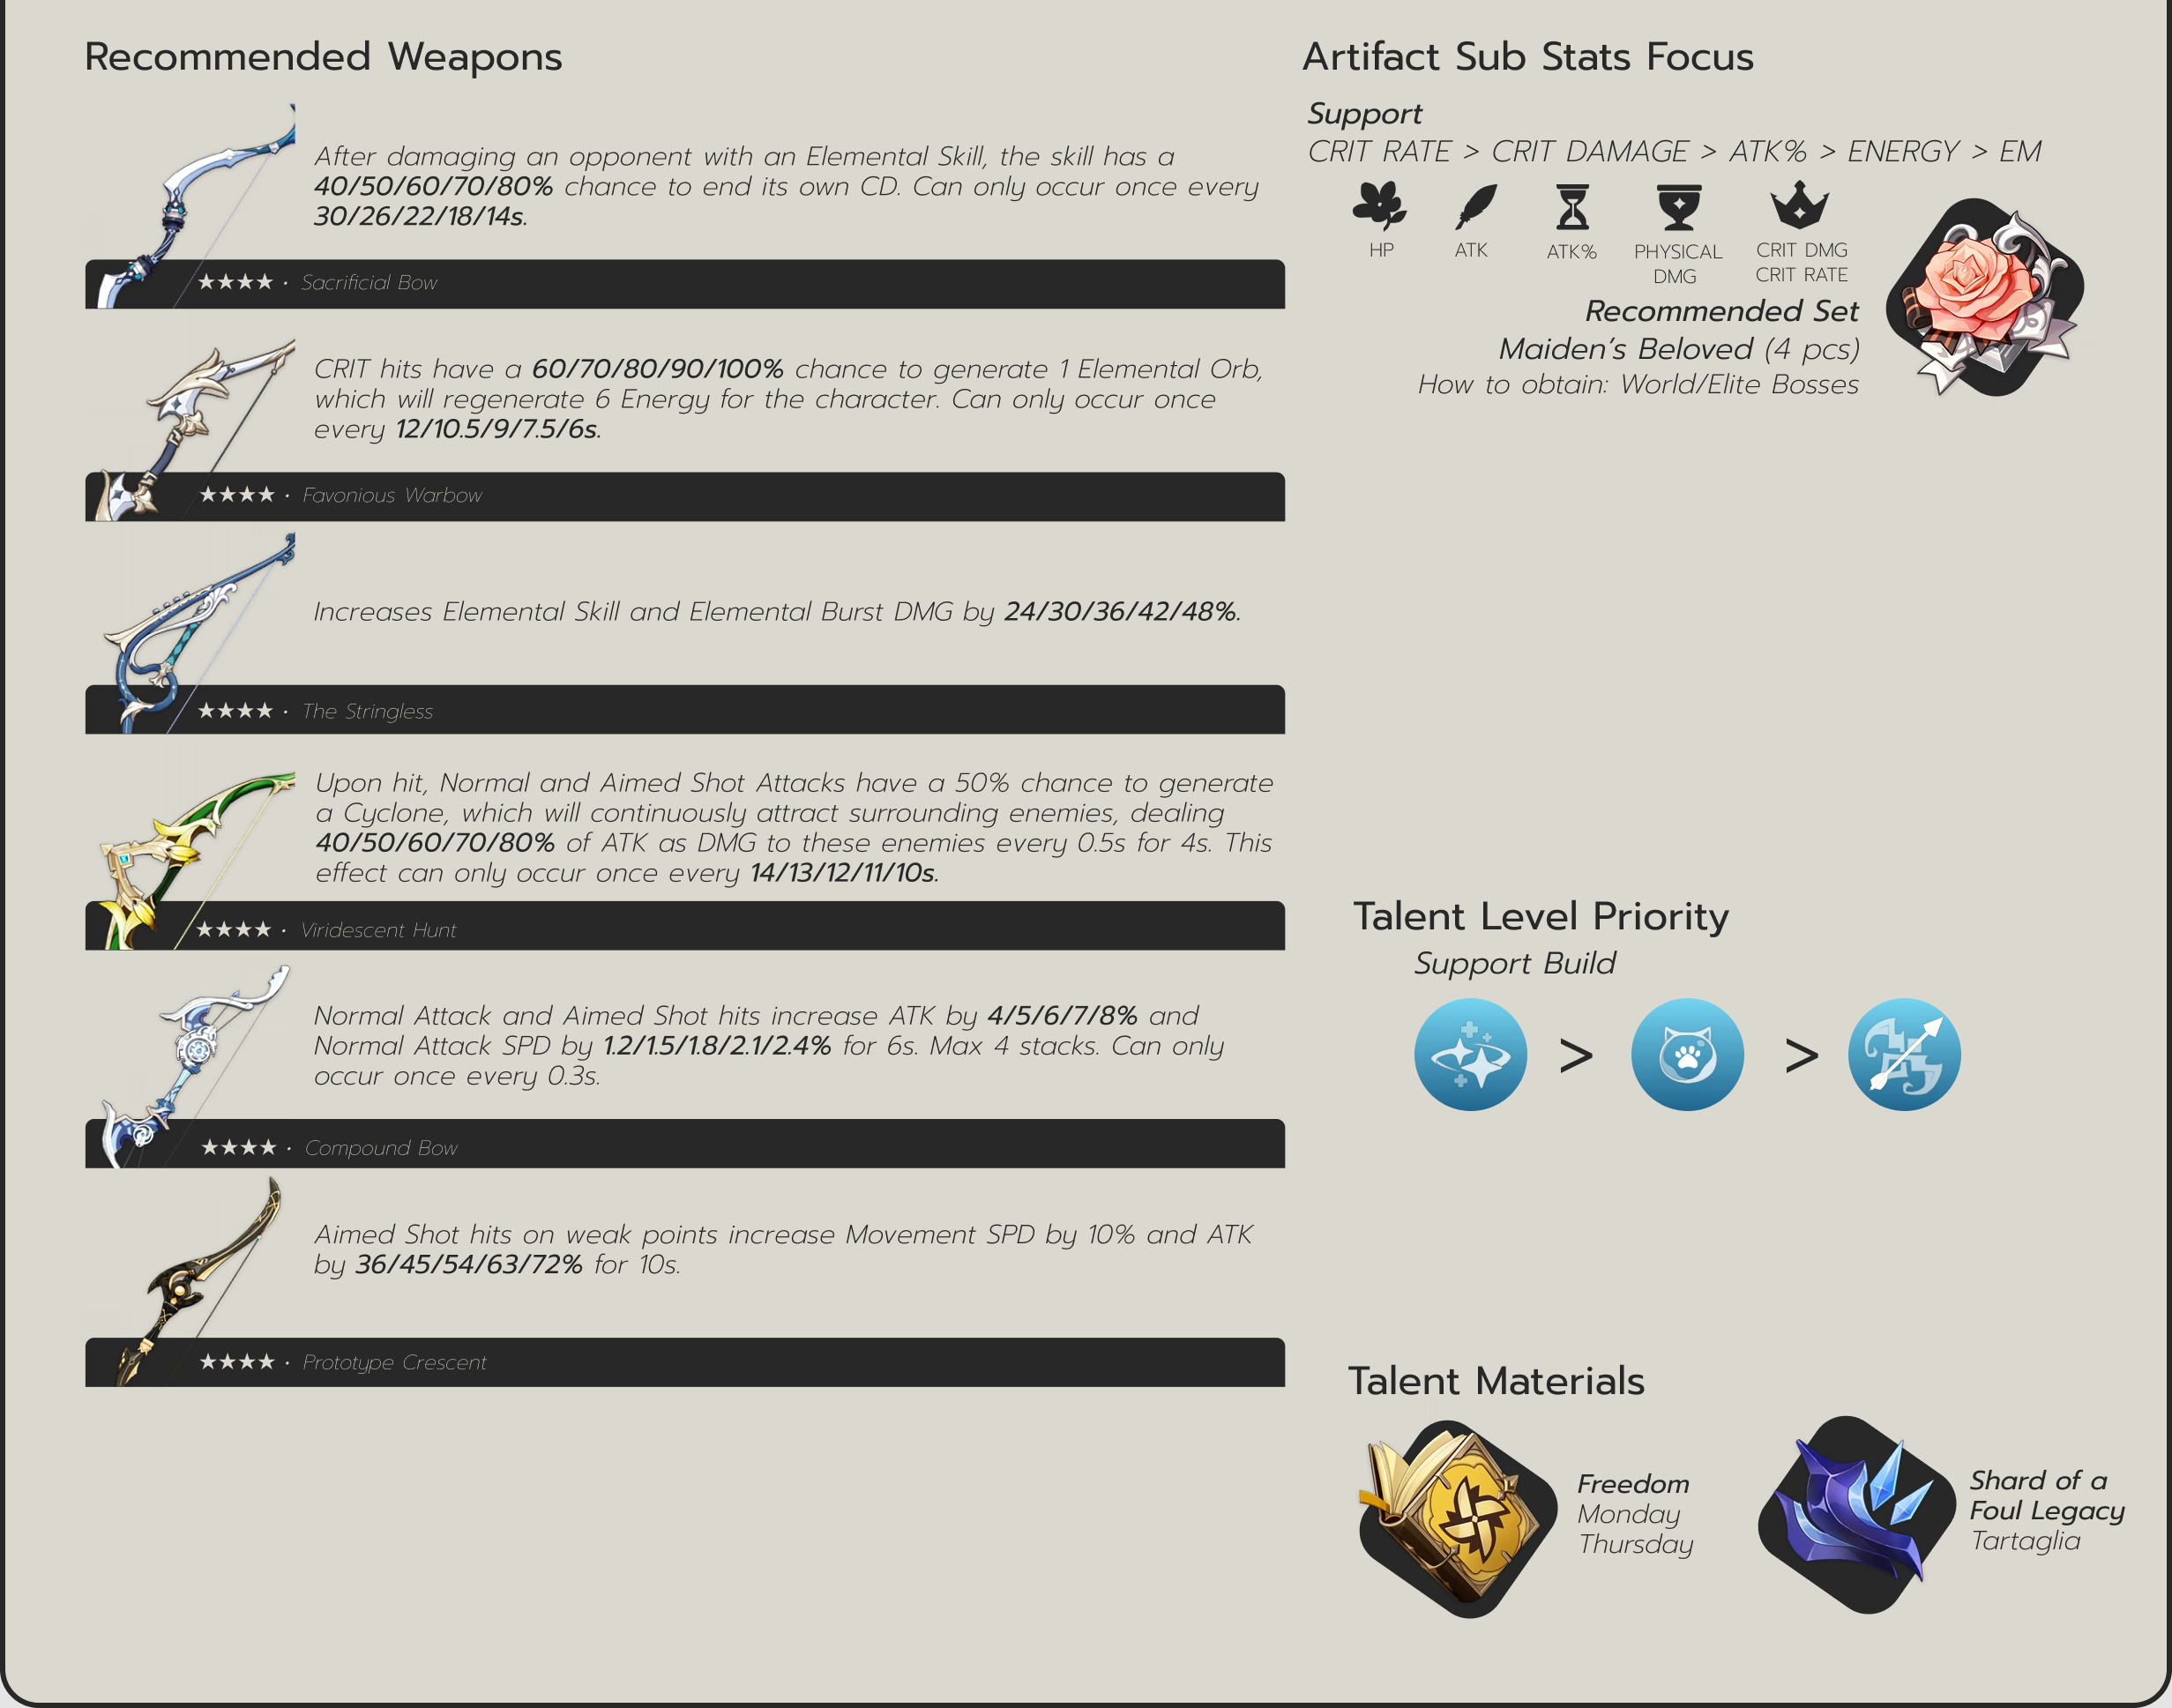 Recommended Weapons
After damaging an opponent with an Elemental Skill, the skill has a
40/50/60/70/80% chance to end its own CD. Can only occur once every
30/26/22/18/14s.
★★★★ • Sacrificial Bow
CRIT hits have a 60/70/80/90/100% chance to generate 1 Elemental Orb,
which will regenerate 6 Energy for the character. Can only occur once
every 12/10.5/9/7.5/6s.
★★★★ • Favonious Warbow
Increases Elemental Skill and Elemental Burst DMG by 24/30/36/42/48%.
★★★★ • The Stringless
Upon hit, Normal and Aimed Shot Attacks have a 50% chance to generate
a Cyclone, which will continuously attract surrounding enemies, dealing
40/50/60/70/80% of ATK as DMG to these enemies every 0.5s for 4s. This
effect can only occur once every 14/13/12/11/10s.
★★★★ • Viridescent Hunt
Normal Attack and Aimed Shot hits increase ATK by 4/5/6/7/8% and
Normal Attack SPD by 1.2/1.5/1.8/2.1/2.4% for 6s. Max 4 stacks. Can only
occur once every 0.3s.
★★★★ • Compound Bow
Aimed Shot hits on weak points increase Movement SPD by 10% and ATK
by 36/45/54/63/72% for 10s.
★★★★ • Prototype Crescent
Artifact Sub Stats Focus
Support
CRIT RATE > CRIT DAMAGE > ATK% > ENERGY > EM
HP ATK ATK% PHYSICAL DMG CRIT DMG CRIT RATE
Recommended Set
Maiden's Beloved (4 pcs)
How to obtain: World/Elite Bosses
Talent Level Priority
Support Build
> >
Talent Materials
Freedom
Monday
Thursday
Shard of a
Foul Legacy
Tartaglia